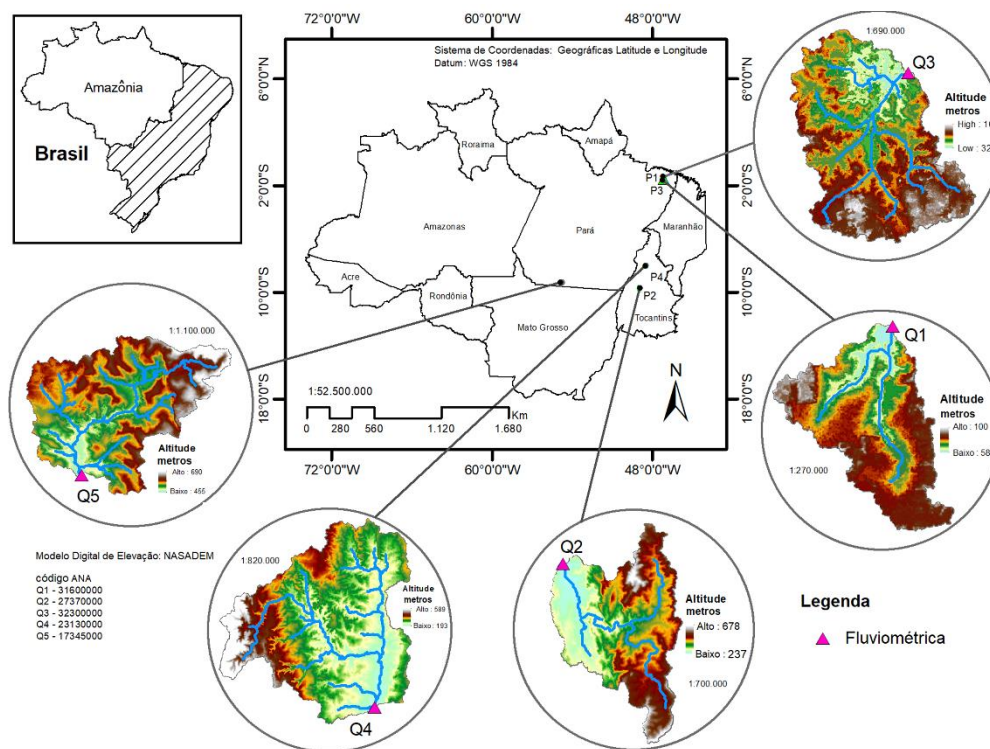 72°0'0"W 60°0'0"W 48°0'0"W
Amazônia
Brasil
Sistema de Coordenadas: Geográficas Latitude e Longitude
Datum: WGS 1984
6°0'0"N
2°0'0"S
10°0'0"S
18°0'0"S
6°0'0"N
2°0'0"S
10°0'0"S
18°0'0"S
Roraima
Amapá
P1
P3
Amazonas
Pará
Maranhão
Acre
Rondônia
P4
P2
Tocantins
Mato Grosso
N
1:52.500.000
Km
0 280 560 1.120 1.680
72°0'0"W 60°0'0"W 48°0'0"W
1:690.000
Q3
Altitude
metros
High : 16
Low : 32
Q1
Altitude
metros
Alto : 100
Baixo : 58
1:270.000
1:1.100.000
Altitude
metros
Alto : 690
Baixo : 455
Q5
Modelo Digital de Elevação: NASADEM
código ANA
Q1 - 31600000
Q2 - 27370000
Q3 - 32300000
Q4 - 23130000
Q5 - 17345000
1:820.000
Altitude
metros
Alto : 589
Baixo : 193
Q4
Q2
Altitude
metros
Alto : 678
Baixo : 237
1:700.000
Legenda
Fluviométrica